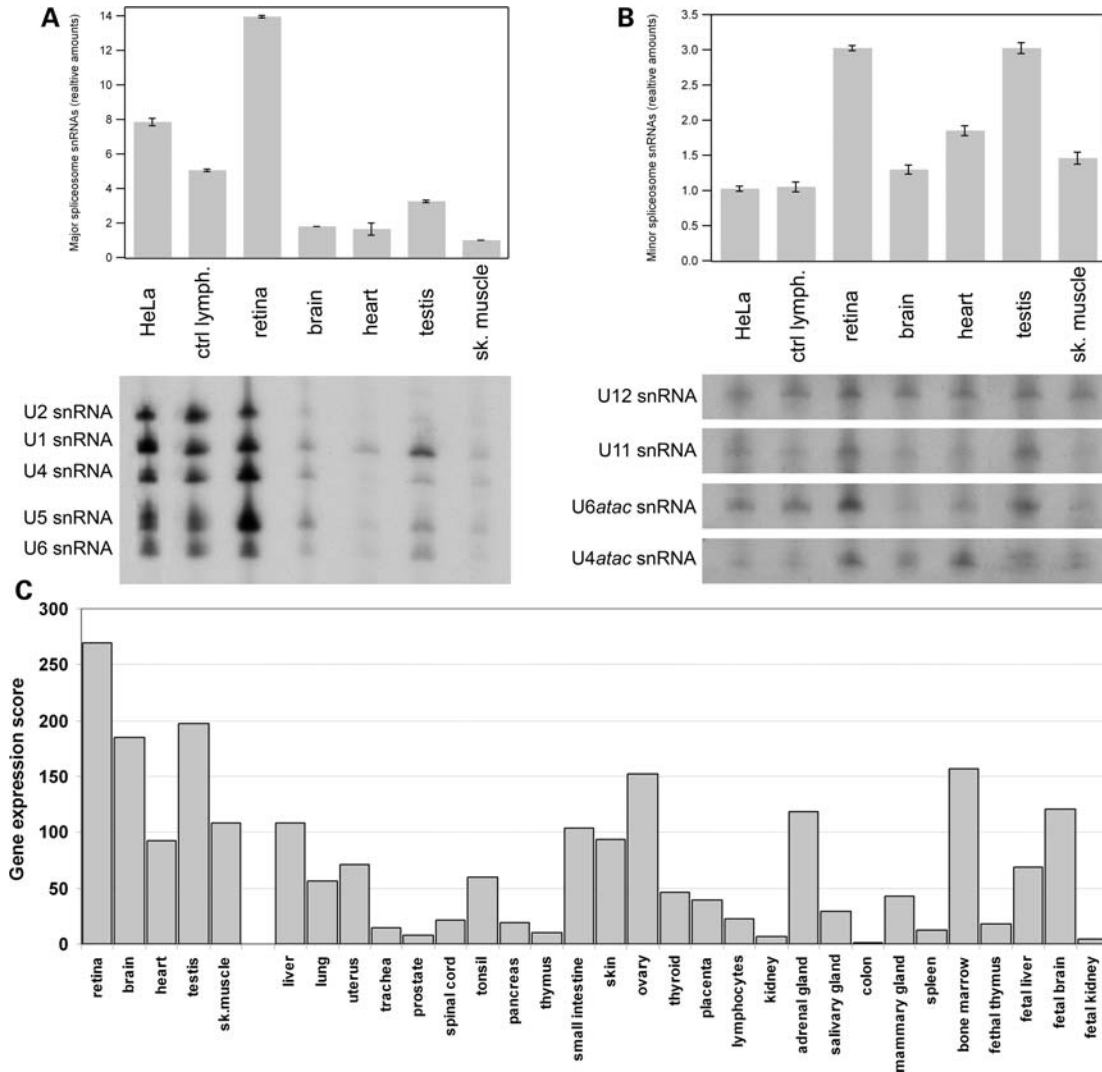 A
Major spliceosome snRNAs (realtive amounts)
14
12
10
8
6
4
2
0
HeLa
ctrl lymph.
retina
brain
heart
testis
sk. muscle
U2 snRNA
U1 snRNA
U4 snRNA
U5 snRNA
U6 snRNA
B
Minor spliceosome snRNAs (relative amounts)
3.5
3.0
2.5
2.0
1.5
1.0
0.5
0.0
HeLa
ctrl lymph.
retina
brain
heart
testis
sk. muscle
U12 snRNA
U11 snRNA
U6atac snRNA
U4atac snRNA
C
Gene expression score
300
250
200
150
100
50
0
retina
brain
heart
testis
sk.muscle
liver
lung
uterus
trachea
prostate
spinal cord
tonsil
pancreas
thymus
small intestine
skin
ovary
thyroid
placenta
lymphocytes
kidney
adrenal gland
salivary gland
colon
mammary gland
spleen
bone marrow
fethal thymus
fetal liver
fetal brain
fetal kidney